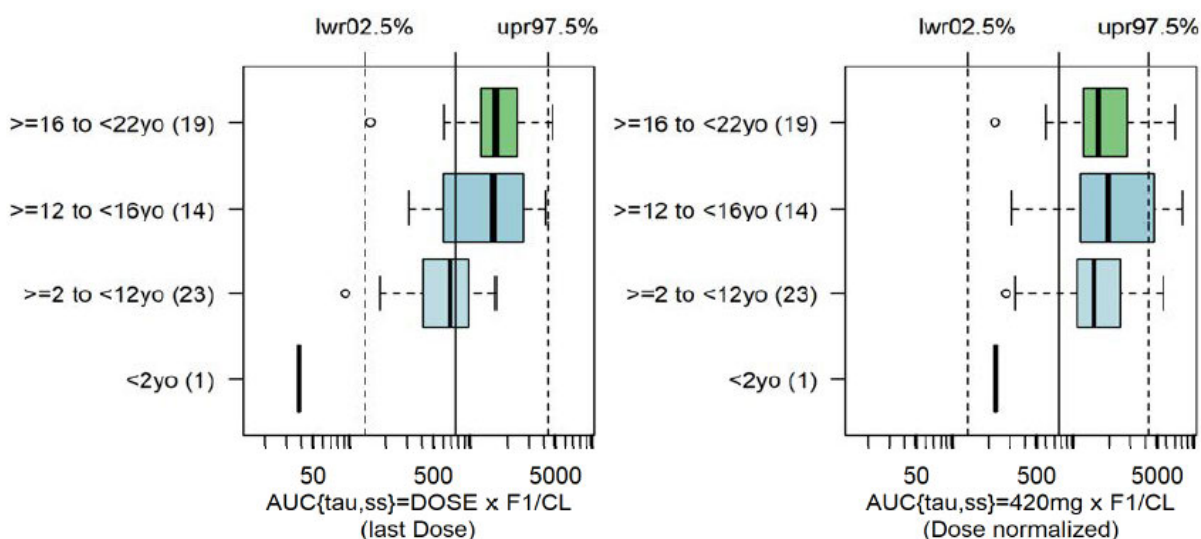 lwr02.5% upr97.5%
>=16 to <22yo (19)
>=12 to <16yo (14)
>=2 to <12yo (23)
<2yo (1)
50 500 5000
AUC{tau,ss}=DOSE x F1/CL
(last Dose)
lwr02.5% upr97.5%
>=16 to <22yo (19)
>=12 to <16yo (14)
>=2 to <12yo (23)
<2yo (1)
50 500 5000
AUC{tau,ss}=420mg x F1/CL
(Dose normalized)